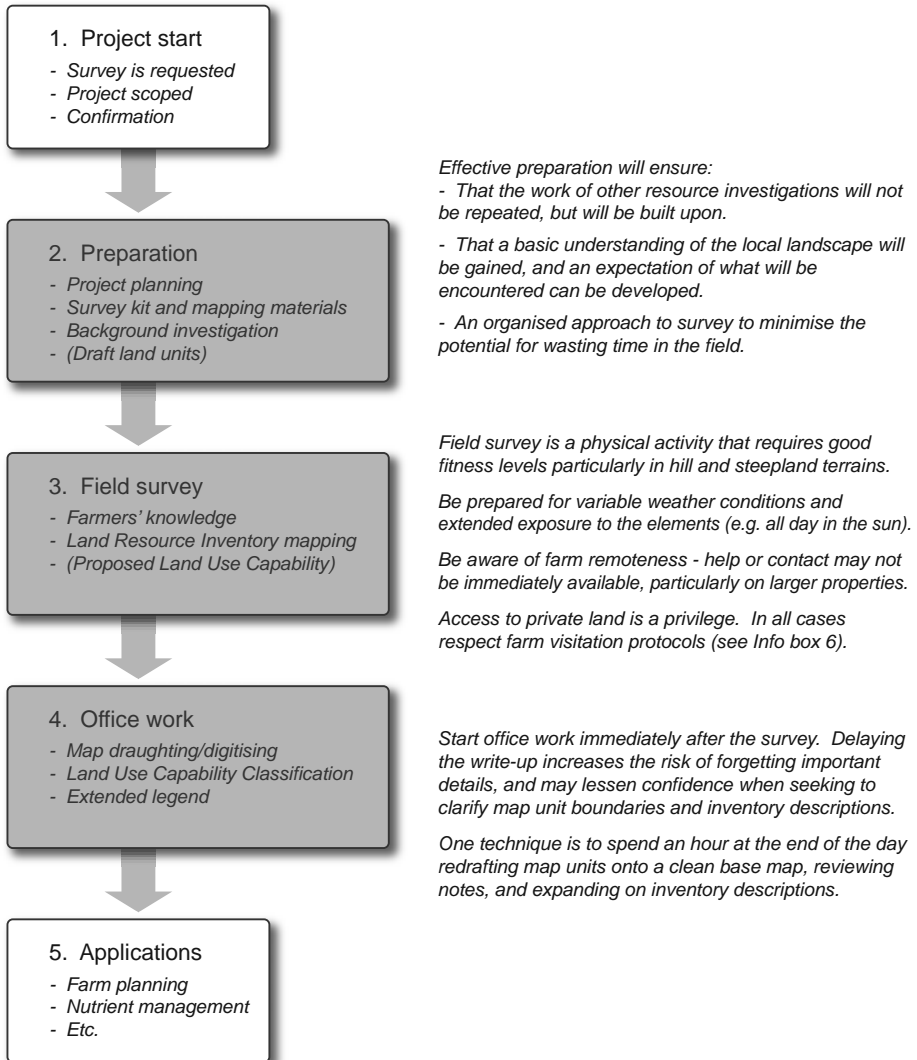 1. Project start
- Survey is requested
- Project scoped
- Confirmation
2. Preparation
- Project planning
- Survey kit and mapping materials
- Background investigation
- (Draft land units)
Effective preparation will ensure:
- That the work of other resource investigations will not
be repeated, but will be built upon.
- That a basic understanding of the local landscape will
be gained, and an expectation of what will be
encountered can be developed.
- An organised approach to survey to minimise the
potential for wasting time in the field.
3. Field survey
- Farmers' knowledge
- Land Resource Inventory mapping
- (Proposed Land Use Capability)
Field survey is a physical activity that requires good
fitness levels particularly in hill and steepland terrains.
Be prepared for variable weather conditions and
extended exposure to the elements (e.g. all day in the sun).
Be aware of farm remoteness - help or contact may not
be immediately available, particularly on larger properties.
Access to private land is a privilege. In all cases
respect farm visitation protocols (see Info box 6).
4. Office work
- Map draughting/digitising
- Land Use Capability Classification
- Extended legend
Start office work immediately after the survey. Delaying
the write-up increases the risk of forgetting important
details, and may lessen confidence when seeking to
clarify map unit boundaries and inventory descriptions.
One technique is to spend an hour at the end of the day
redrafting map units onto a clean base map, reviewing
notes, and expanding on inventory descriptions.
5. Applications
- Farm planning
- Nutrient management
- Etc.